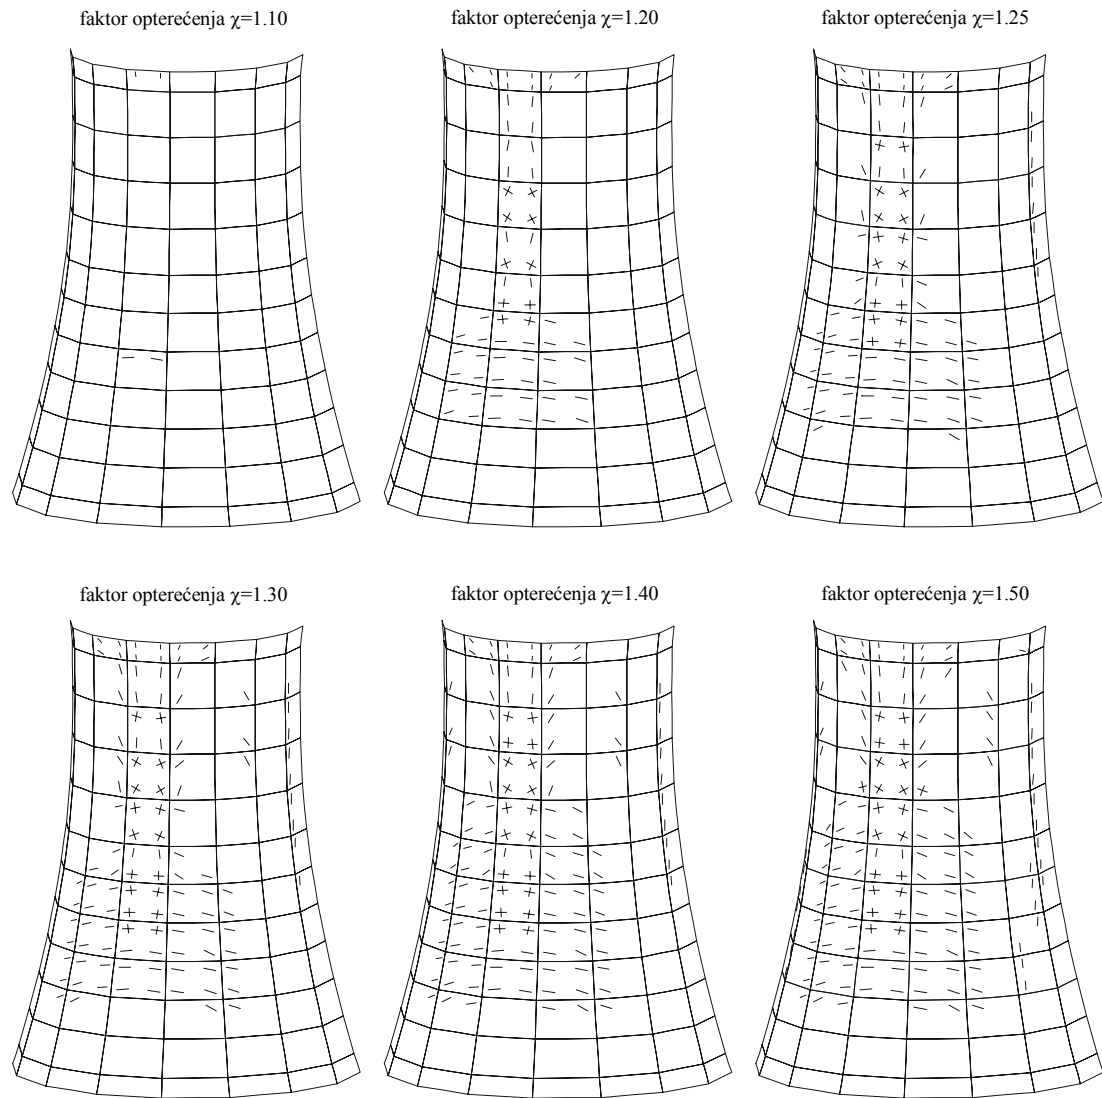 faktor opterećenja χ=1.10
faktor opterećenja χ=1.20
faktor opterećenja χ=1.25
faktor opterećenja χ=1.30
faktor opterećenja χ=1.40
faktor opterećenja χ=1.50